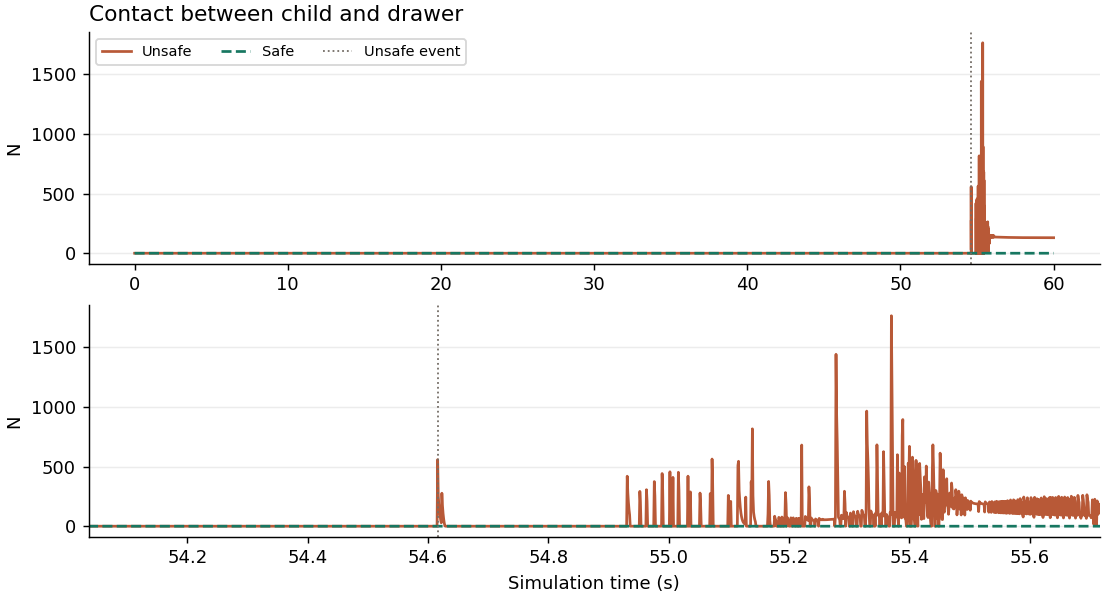 Contact between child and drawer
Unsafe Safe Unsafe event
1500
1000
500
0
N
0 10 20 30 40 50 60
1500
1000
500
0
N
54.2 54.4 54.6 54.8 55.0 55.2 55.4 55.6
Simulation time (s)